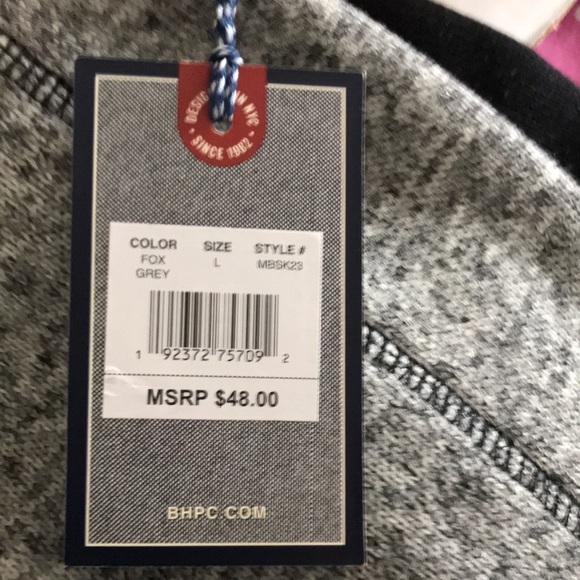 DESIGNED IN NYC
• SINCE 1982 •
COLOR SIZE STYLE #
FOX L MBSK23
GREY
1 92372 75709 2
MSRP $48.00
BHPC.COM